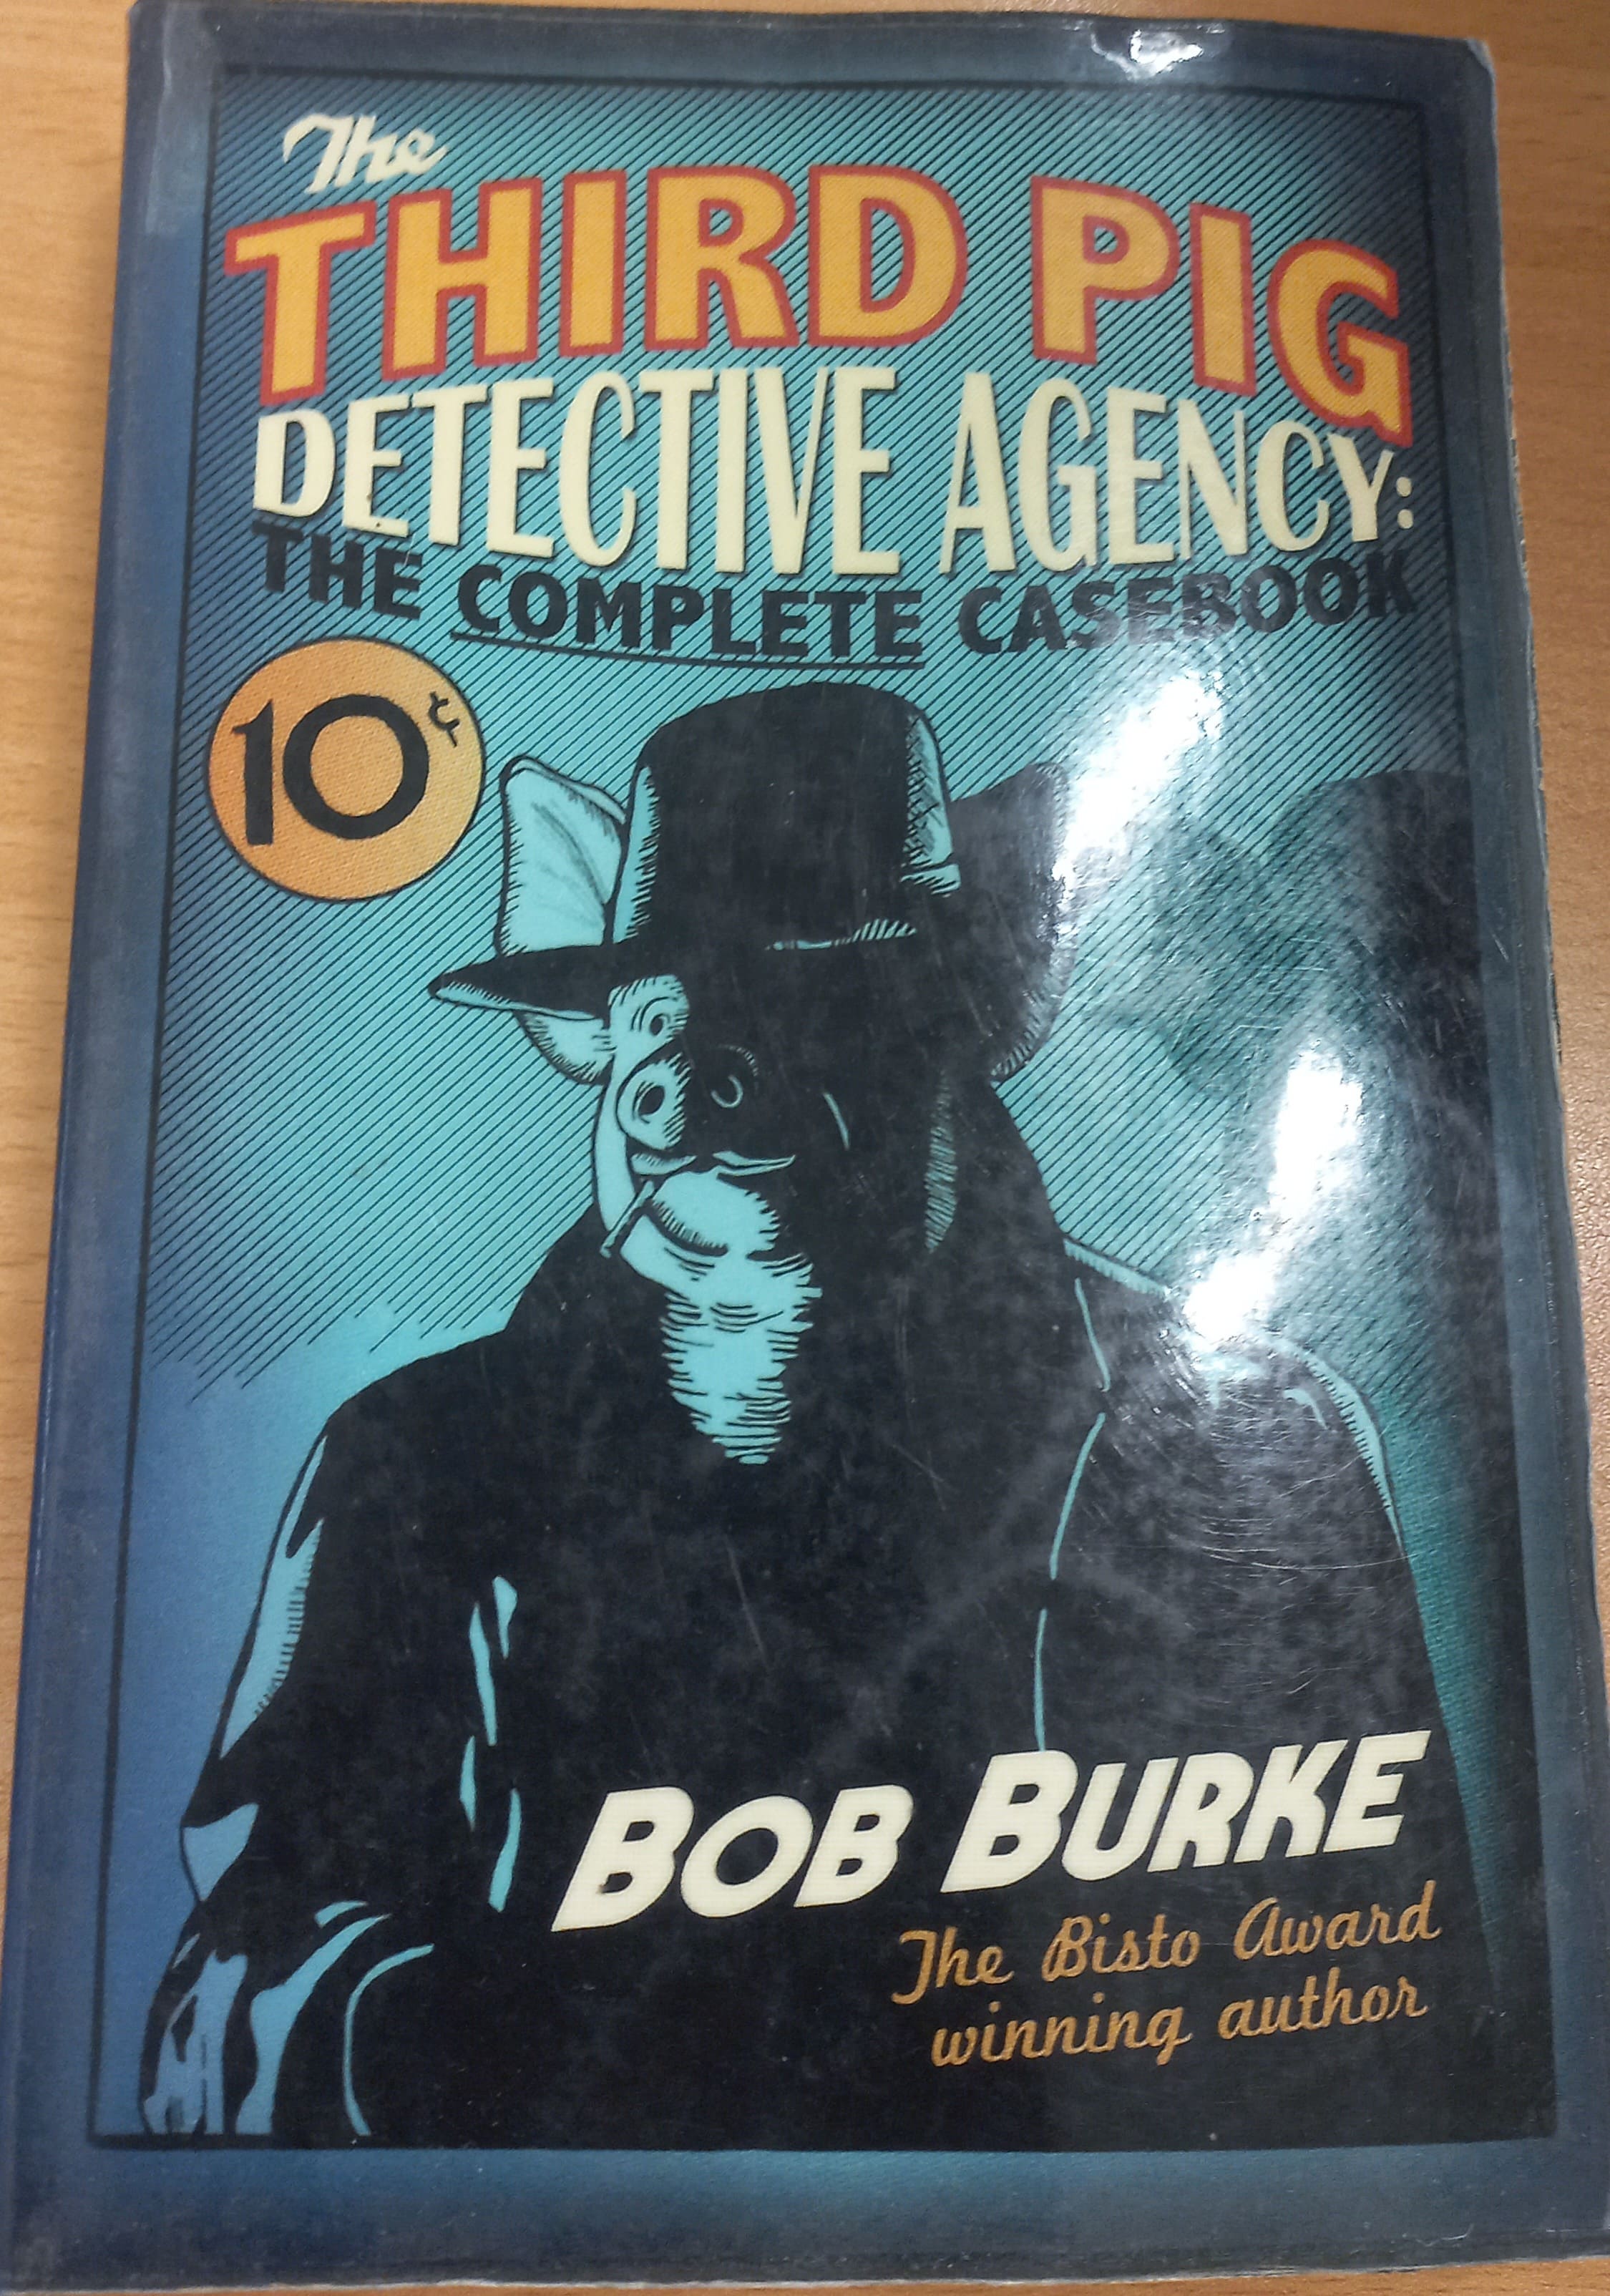 The
THIRD PIG
DETECTIVE AGENCY:
THE COMPLETE CASEBOOK
10¢
BOB BURKE
The Bisto Award
winning author